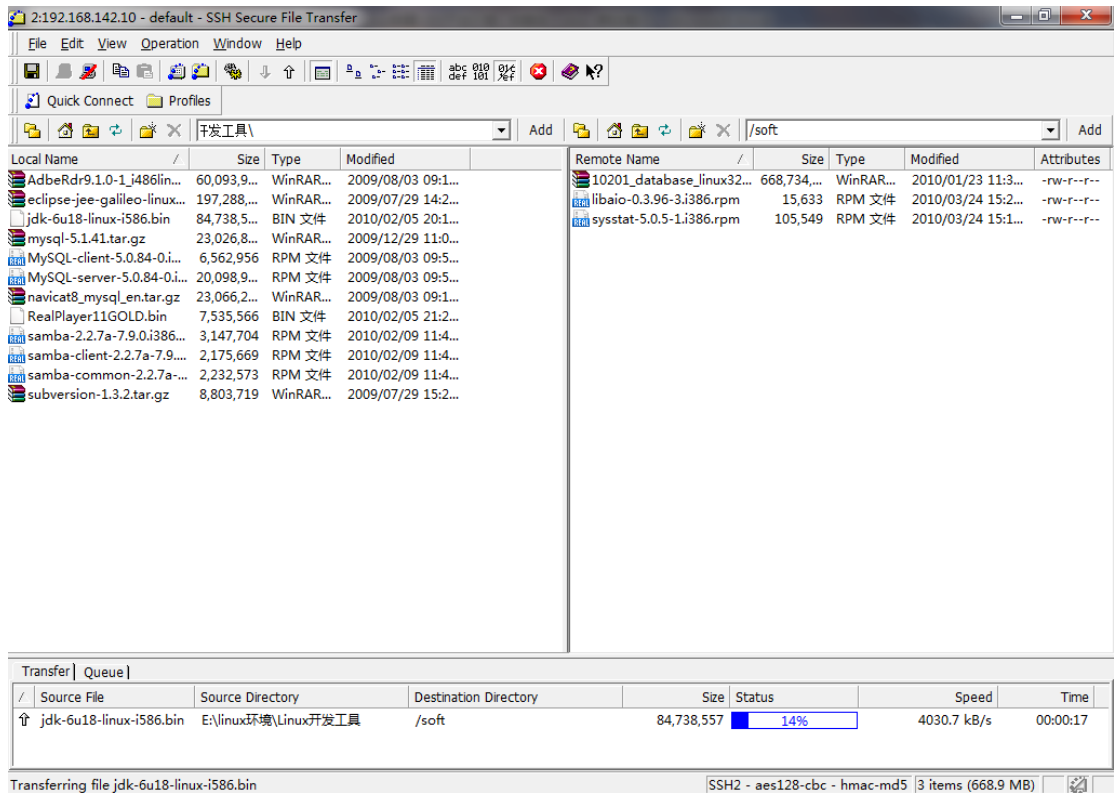 2:192.168.142.10 - default - SSH Secure File Transfer
File Edit View Operation Window Help
abc def 010 101
Quick Connect Profiles
开发工具\ Add /soft Add
Local Name / Size Type Modified Remote Name / Size Type Modified Attributes
AdbeRdr9.1.0-1_i486lin... 60,093,9... WinRAR... 2009/08/03 09:1... 10201_database_linux32... 668,734,... WinRAR... 2010/01/23 11:3... -rw-r--r--
eclipse-jee-galileo-linux... 197,288,... WinRAR... 2009/07/29 14:2... libaio-0.3.96-3.i386.rpm 15,633 RPM 文件 2010/03/24 15:2... -rw-r--r--
jdk-6u18-linux-i586.bin 84,738,5... BIN 文件 2010/02/05 20:1... sysstat-5.0.5-1.i386.rpm 105,549 RPM 文件 2010/03/24 15:1... -rw-r--r--
mysql-5.1.41.tar.gz 23,026,8... WinRAR... 2009/12/29 11:0...
MySQL-client-5.0.84-0.i... 6,562,956 RPM 文件 2009/08/03 09:5...
MySQL-server-5.0.84-0.i... 20,098,9... RPM 文件 2009/08/03 09:5...
navicat8_mysql_en.tar.gz 23,066,2... WinRAR... 2009/08/03 09:1...
RealPlayer11GOLD.bin 7,535,566 BIN 文件 2010/02/05 21:2...
samba-2.2.7a-7.9.0.i386... 3,147,704 RPM 文件 2010/02/09 11:4...
samba-client-2.2.7a-7.9.... 2,175,669 RPM 文件 2010/02/09 11:4...
samba-common-2.2.7a-... 2,232,573 RPM 文件 2010/02/09 11:4...
subversion-1.3.2.tar.gz 8,803,719 WinRAR... 2009/07/29 15:2...
Transfer Queue
/ Source File Source Directory Destination Directory Size Status Speed Time
jdk-6u18-linux-i586.bin E:\linux环境\Linux开发工具 /soft 84,738,557 14% 4030.7 kB/s 00:00:17
Transferring file jdk-6u18-linux-i586.bin SSH2 - aes128-cbc - hmac-md5 3 items (668.9 MB)